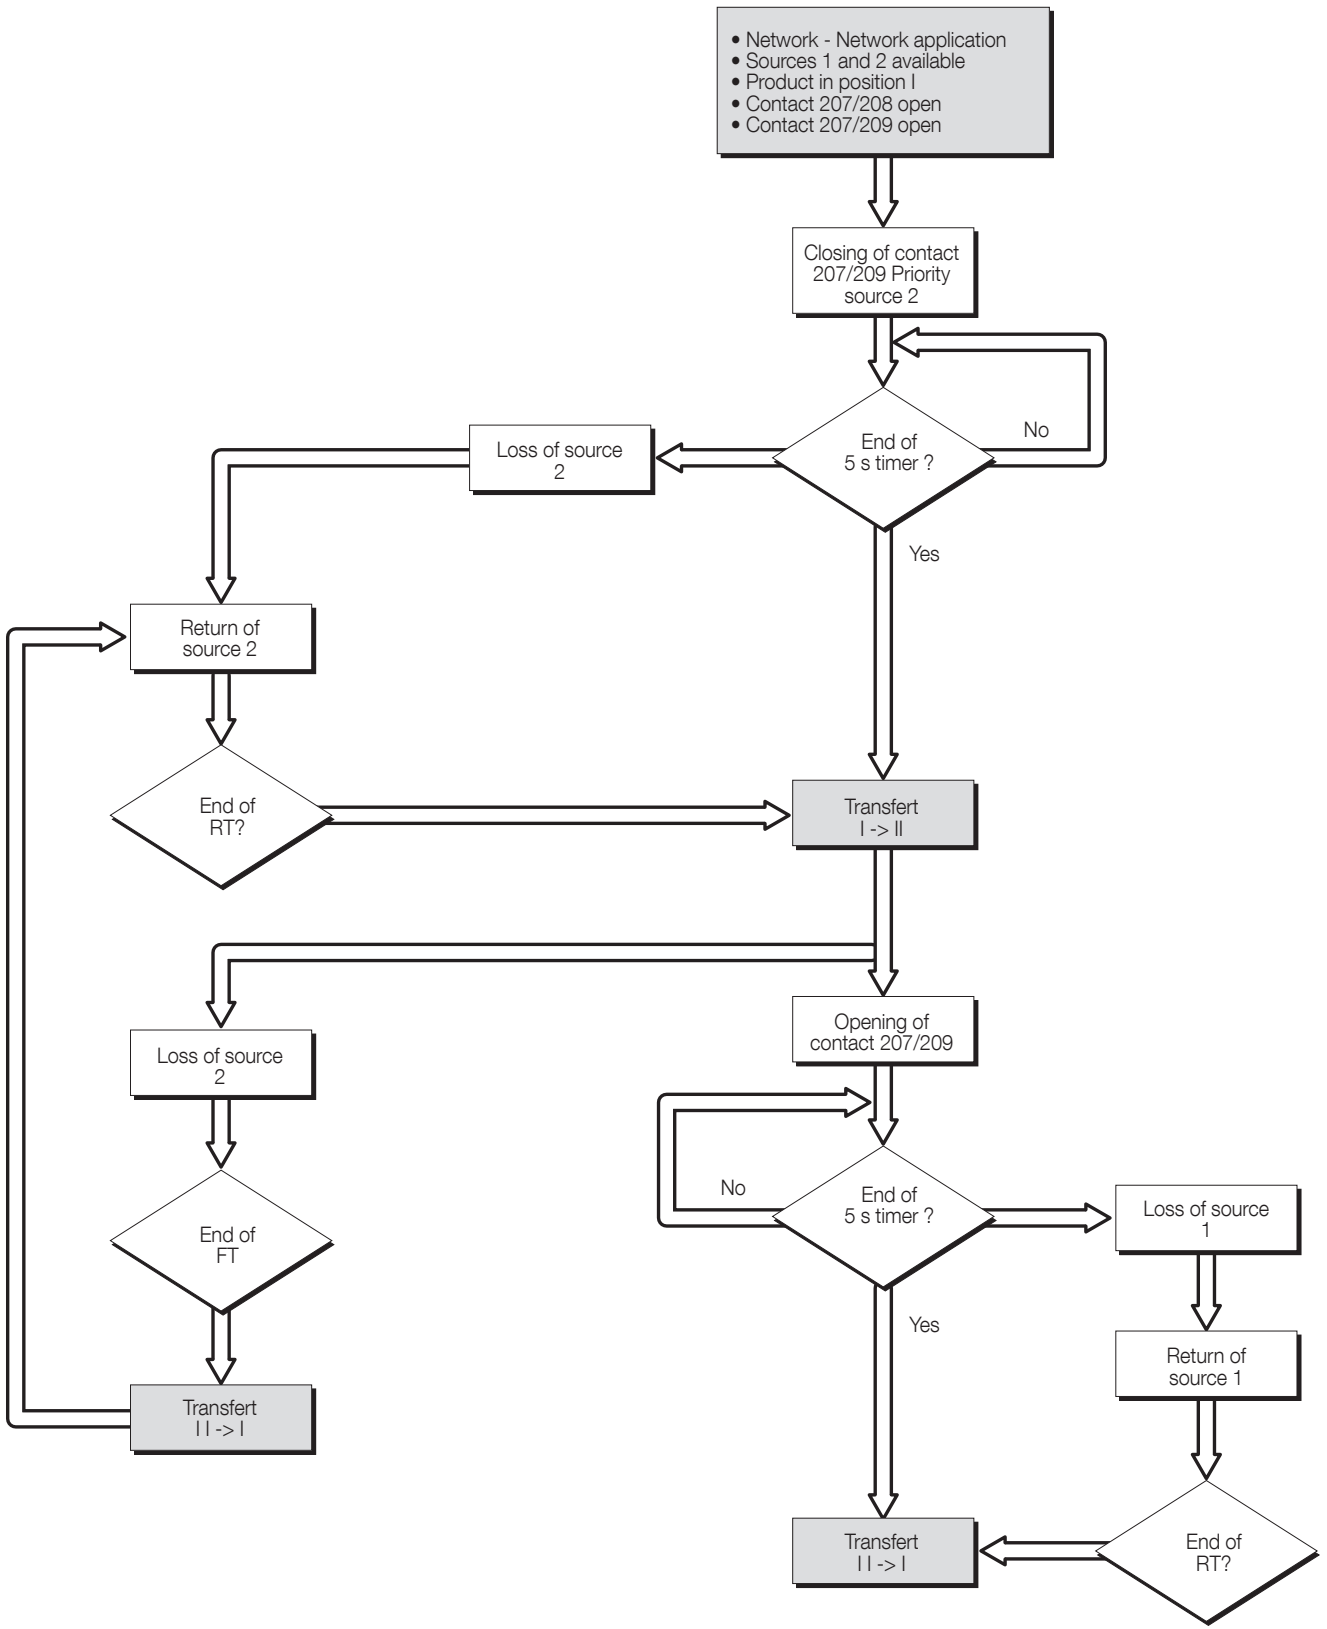 • Network - Network application
• Sources 1 and 2 available
• Product in position I
• Contact 207/208 open
• Contact 207/209 open
Closing of contact
207/209 Priority
source 2
No
End of
5 s timer ?
Loss of source
2
Yes
Return of
source 2
End of
RT?
Transfert
I -> II
Opening of
contact 207/209
Loss of source
2
No
End of
5 s timer ?
Loss of source
1
End of
FT
Yes
Return of
source 1
Transfert
I I -> I
Transfert
I I -> I
End of
RT?